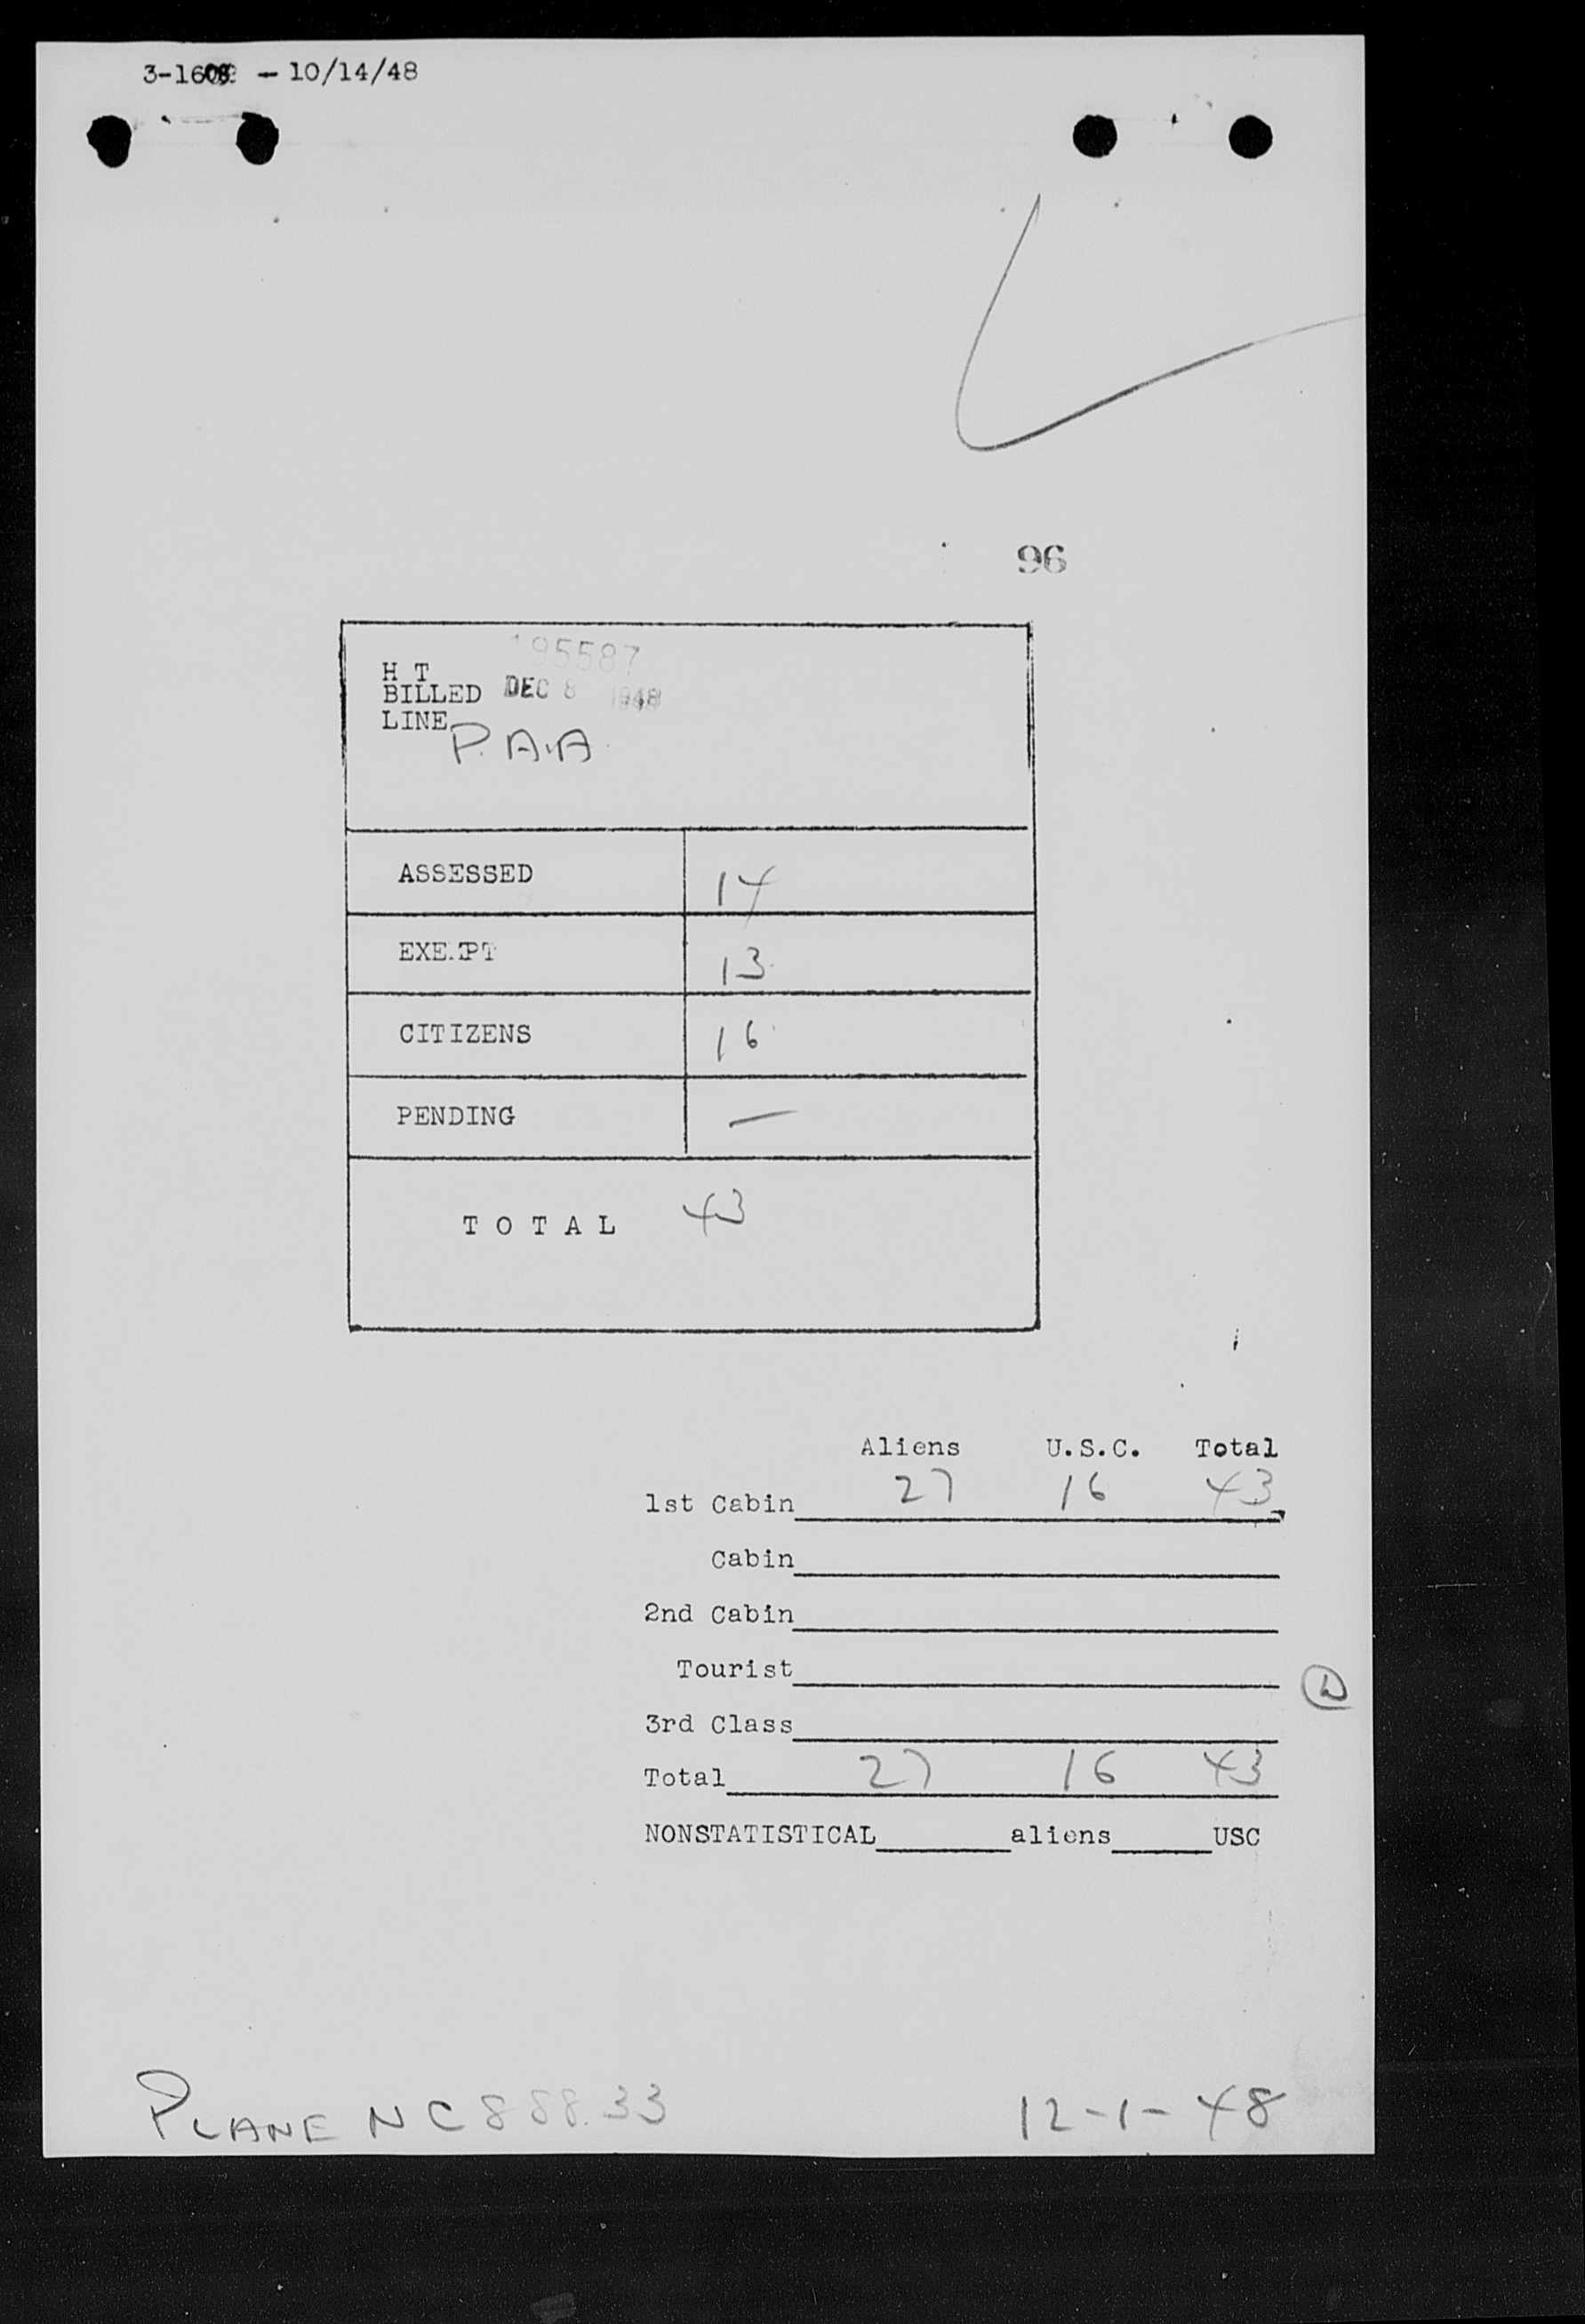 - 10/14/48
96
195587
H T
BILLED DEC 8 1948
LINE P.A.A
ASSESSED 14
EXEMPT 13
CITIZENS 16
PENDING —
TOTAL 43
Aliens U.S.C. Total
1st Cabin 27 16 43
Cabin
2nd Cabin
Tourist
3rd Class
Total 27 16 43
NONSTATISTICAL aliens USC
PLANE NC 88833 12-1-48